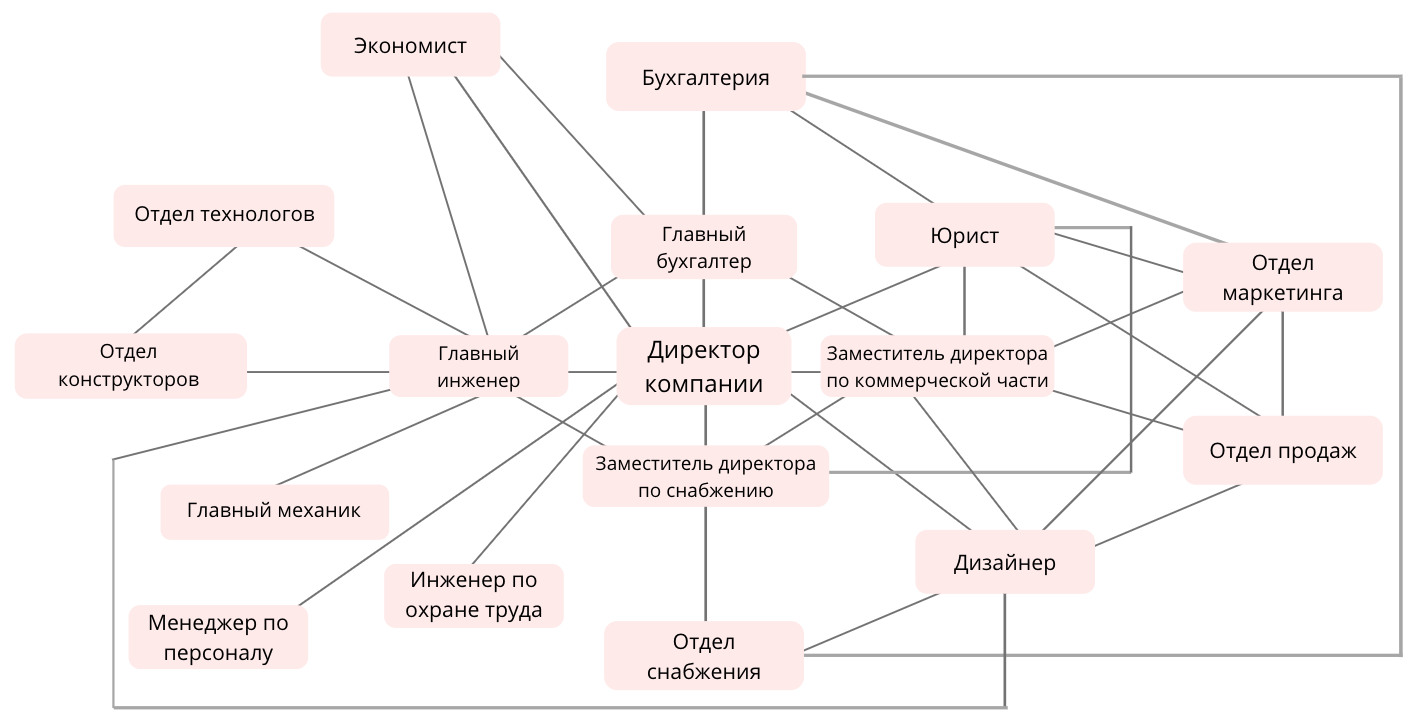 Экономист
Бухгалтерия
Отдел технологов
Главный
бухгалтер
Юрист
Отдел
маркетинга
Отдел
конструкторов
Главный
инженер
Директор
компании
Заместитель директора
по коммерческой части
Отдел продаж
Заместитель директора
по снабжению
Главный механик
Дизайнер
Инженер по
охране труда
Менеджер по
персоналу
Отдел
снабжения